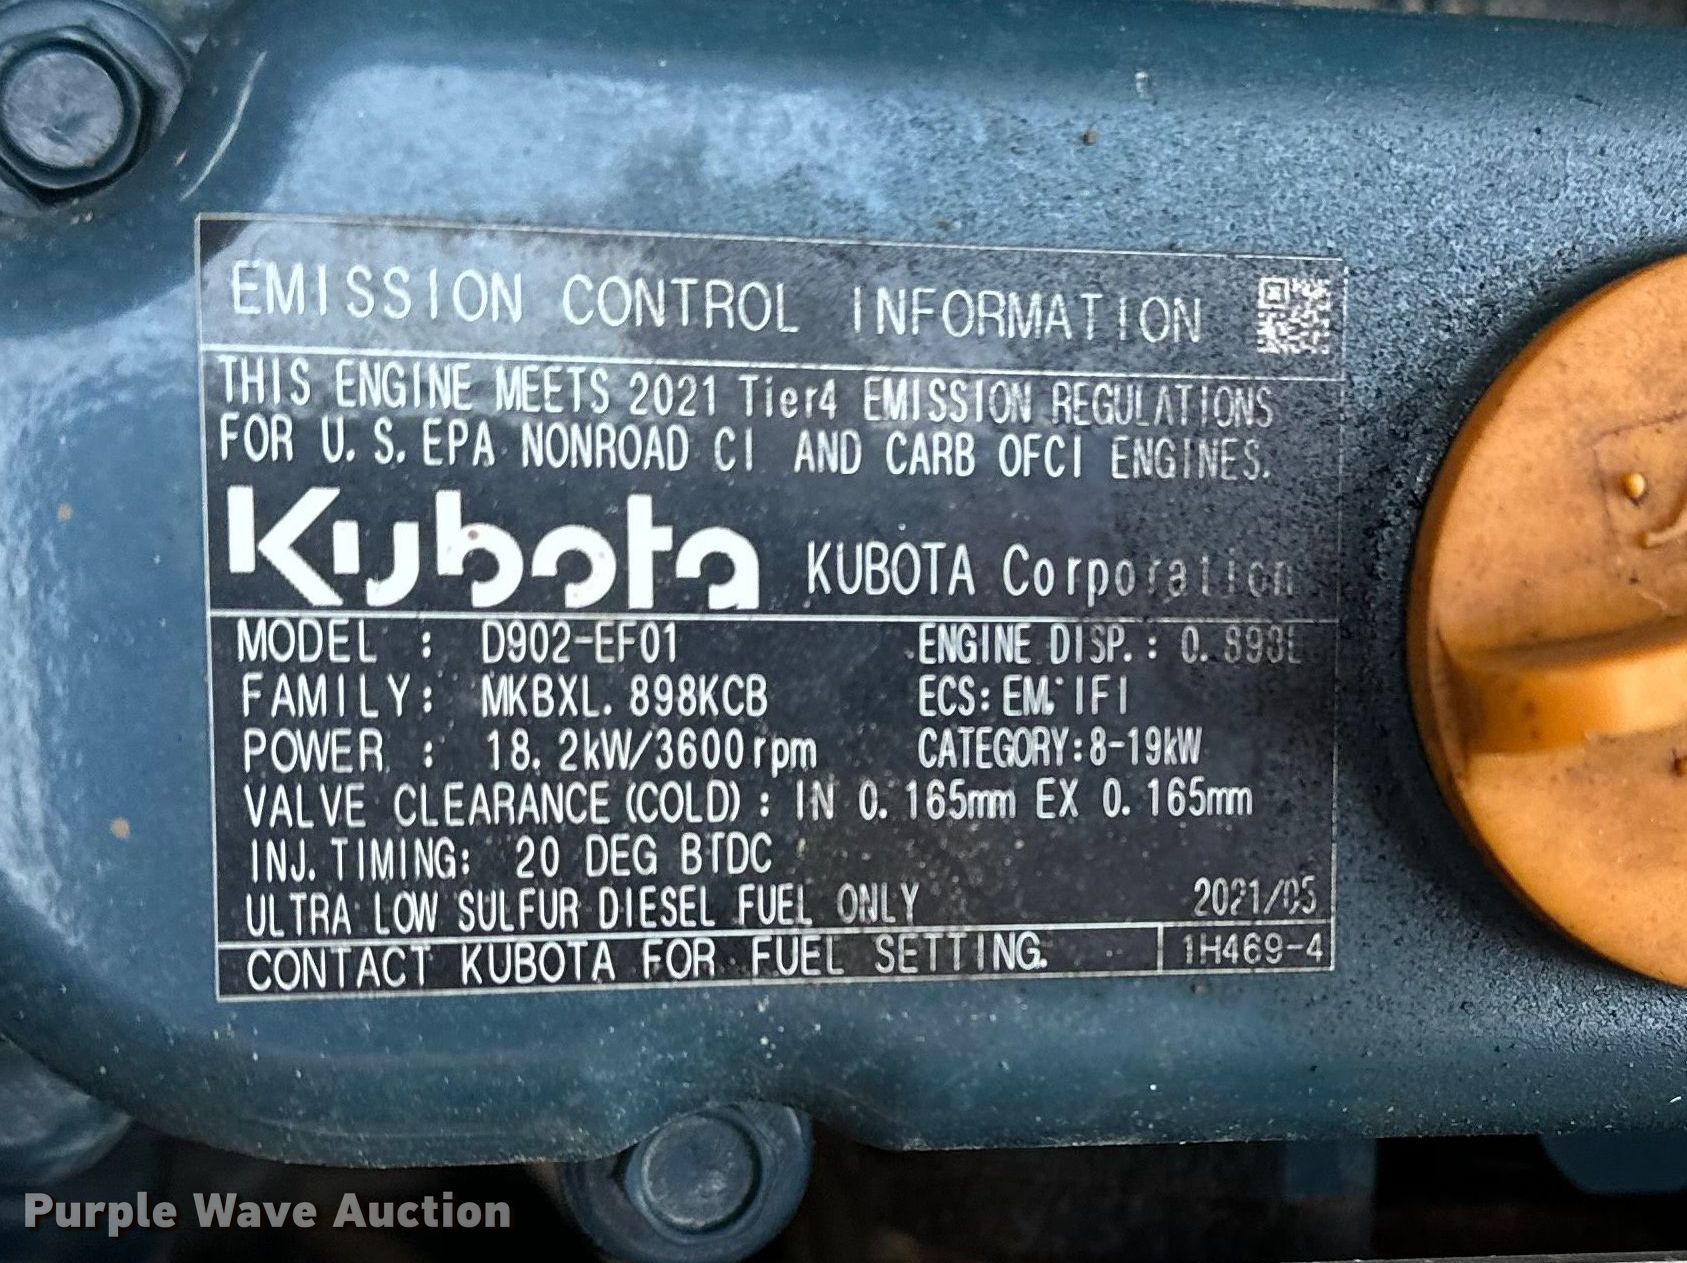 EMISSION CONTROL INFORMATION
THIS ENGINE MEETS 2021 Tier4 EMISSION REGULATIONS
FOR U.S.EPA NONROAD CI AND CARB OFCI ENGINES.
Kubota KUBOTA Corporation
MODEL : D902-EF01 ENGINE DISP.: 0.898L
FAMILY: MKBXL.898KCB ECS: EM. IFI
POWER : 18.2kW/3600rpm CATEGORY:8-19kW
VALVE CLEARANCE (COLD) : IN 0.165mm EX 0.165mm
INJ. TIMING: 20 DEG BTDC
ULTRA LOW SULFUR DIESEL FUEL ONLY 2021/05
CONTACT KUBOTA FOR FUEL SETTING. 1H469-4
Purple Wave Auction